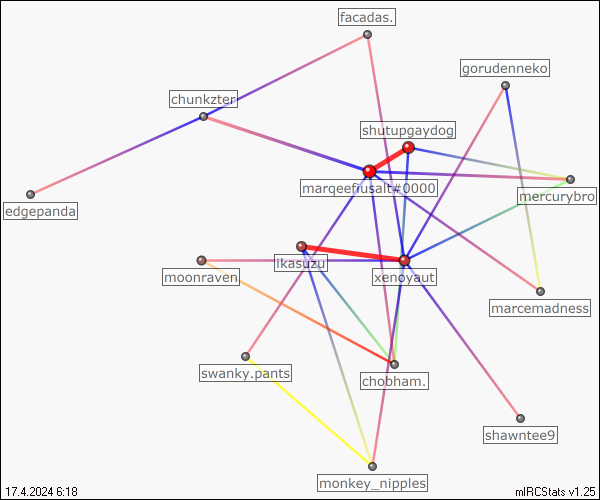 facadas.
gorudenneko
chunkzter
shutupgaydog
marqeefiusalt#0000
mercurybro
edgepanda
ikasuzu
moonraven
xenoyaut
marcemadness
swanky.pants
chobham.
shawntee9
monkey_nipples
17.4.2024 6:18
mIRCStats v1.25